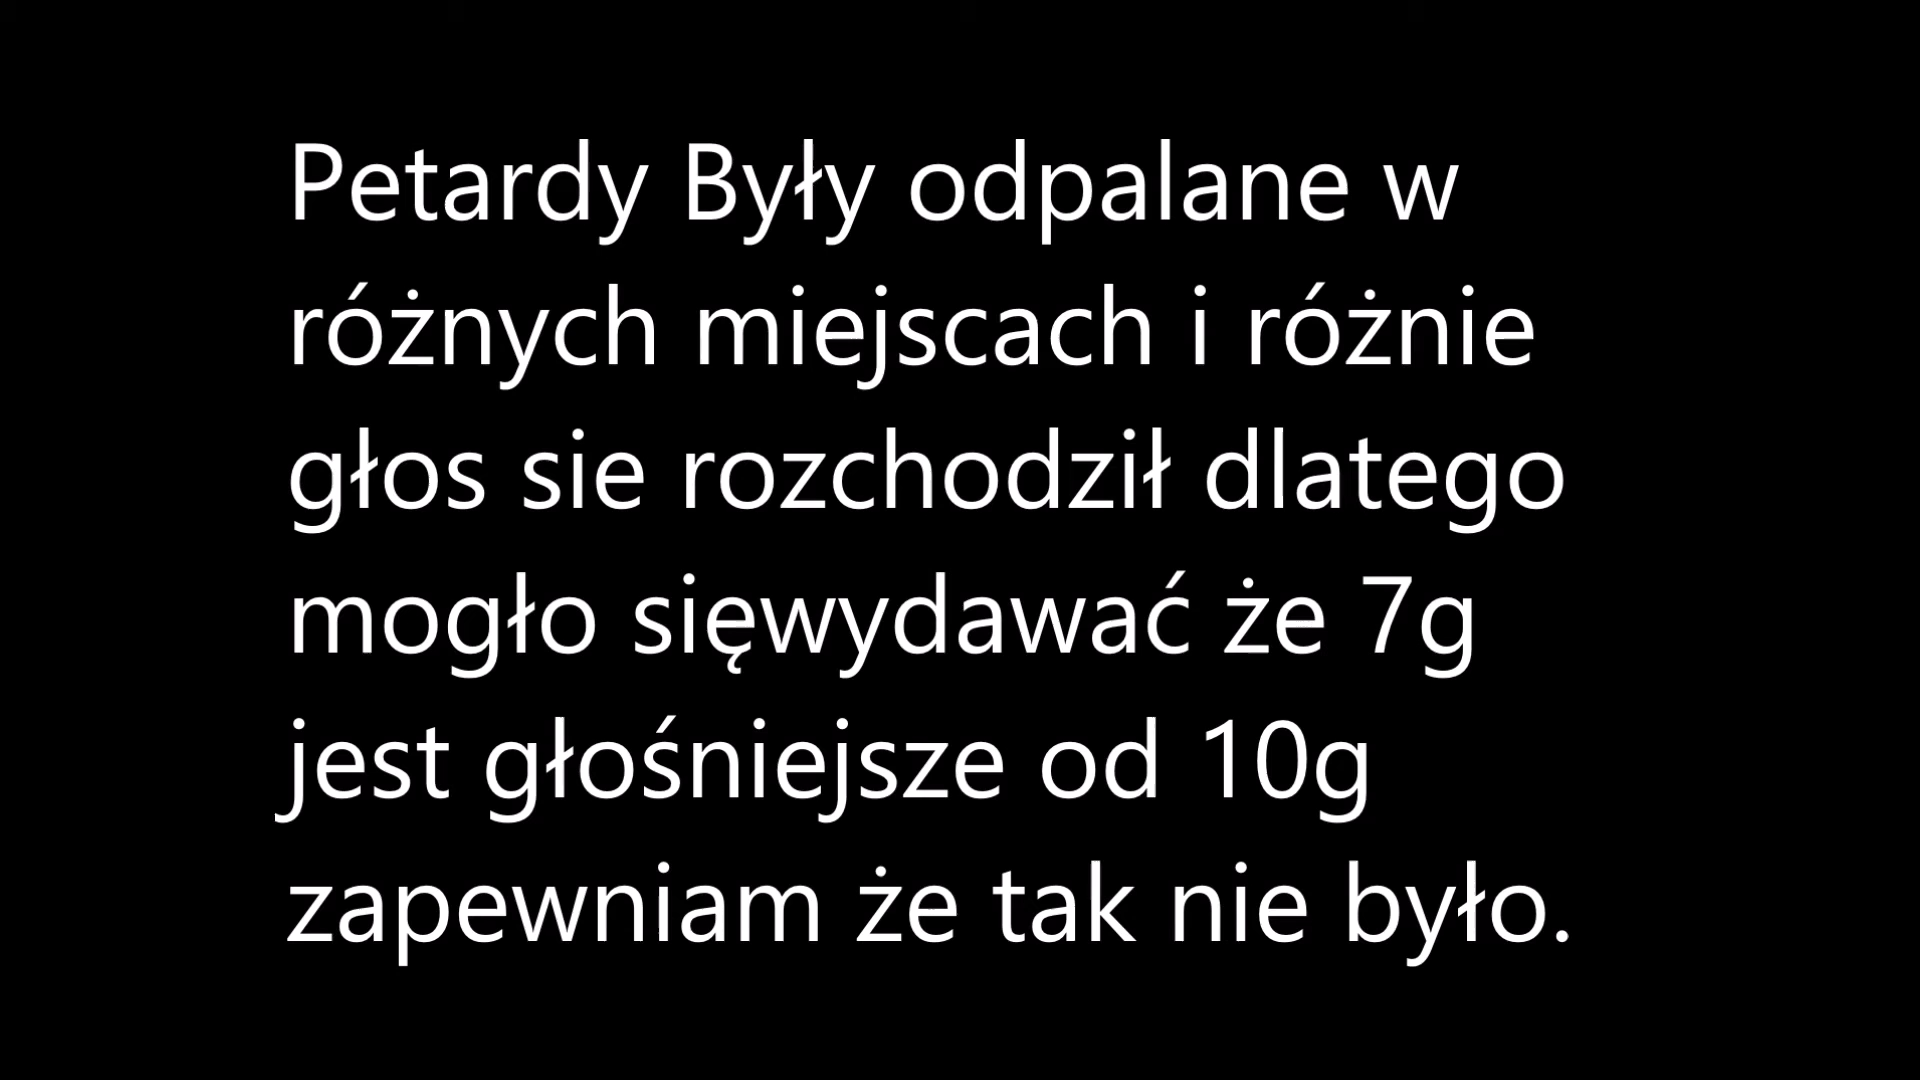 Petardy Były odpalane w
różnych miejscach i różnie
głos sie rozchodził dlatego
mogło sięwydawać że 7g
jest głośniejsze od 10g
zapewniam że tak nie było.